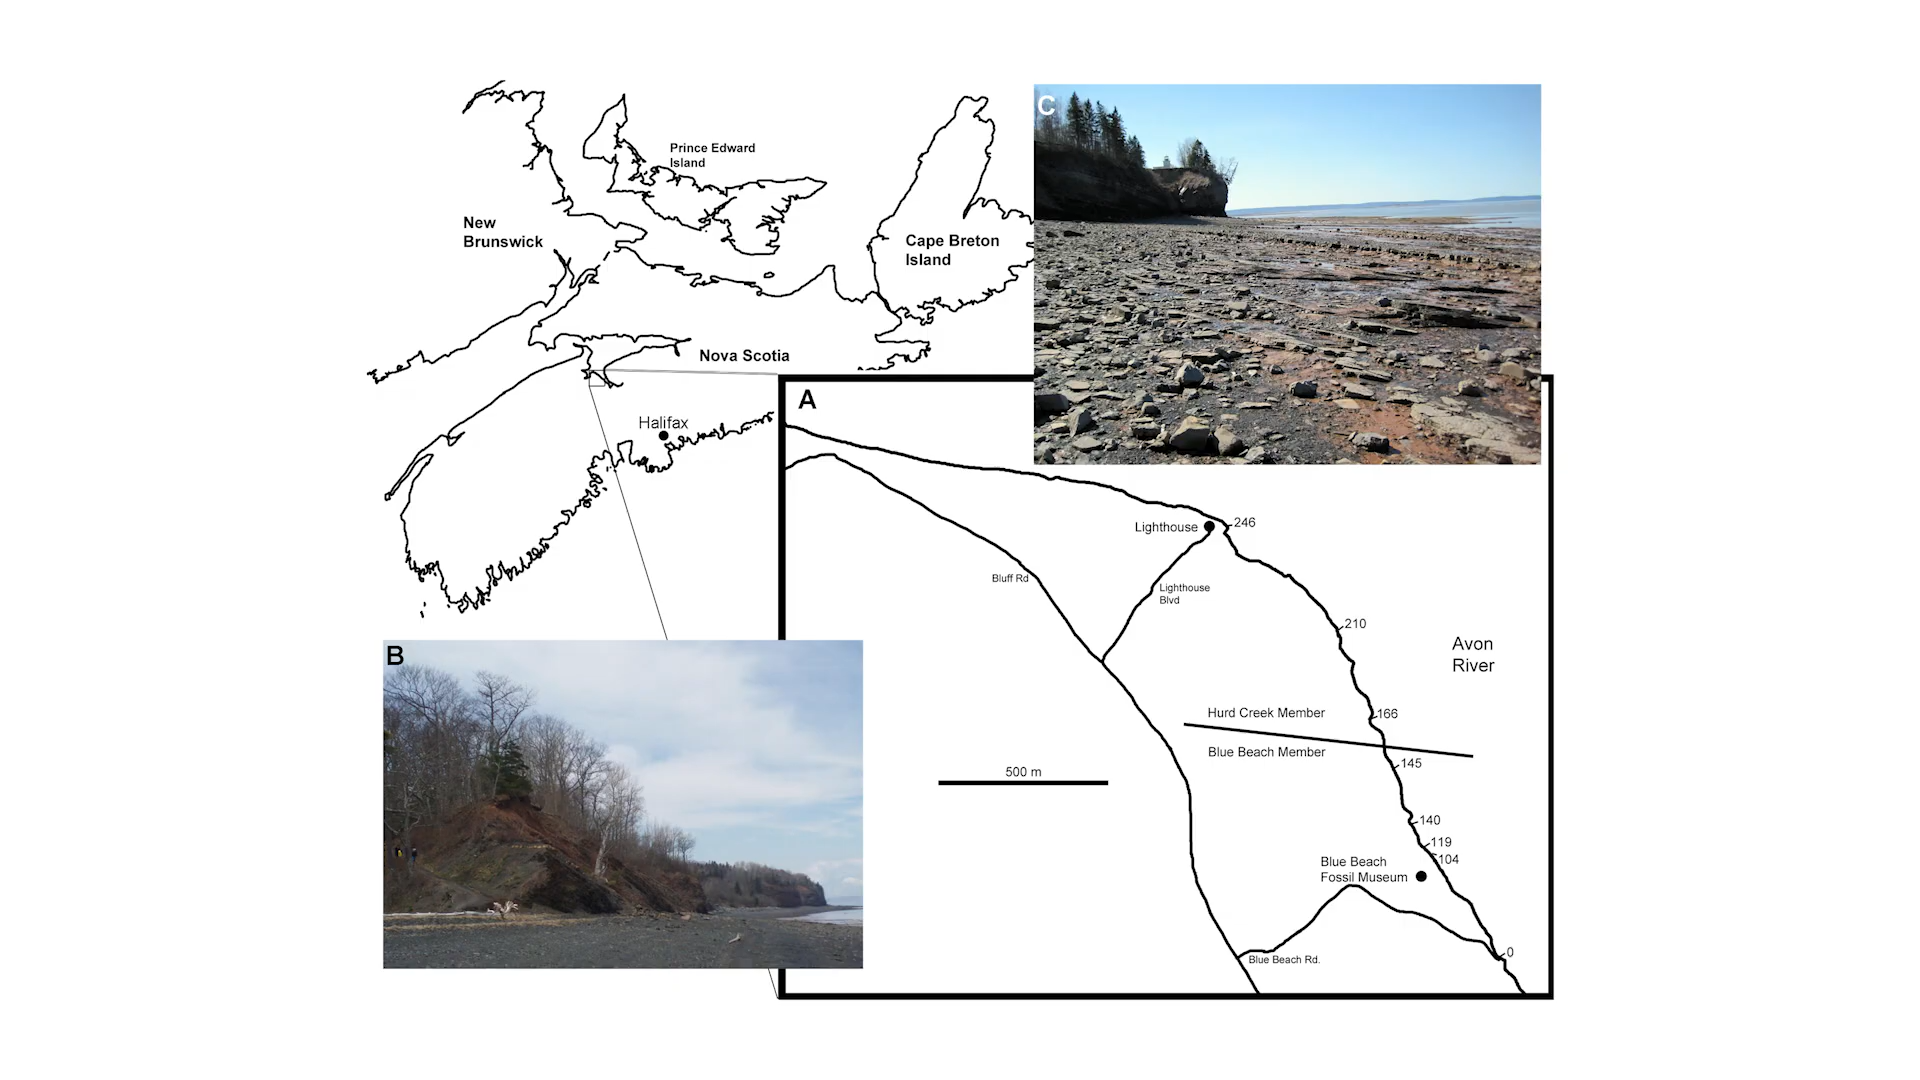 Prince Edward
Island
New
Brunswick
Cape Breton
Island
Nova Scotia
Halifax
C
A
Lighthouse
246
Bluff Rd
Lighthouse
Blvd
210
Avon
River
Hurd Creek Member
166
Blue Beach Member
145
500 m
140
119
104
Blue Beach
Fossil Museum
0
Blue Beach Rd.
B